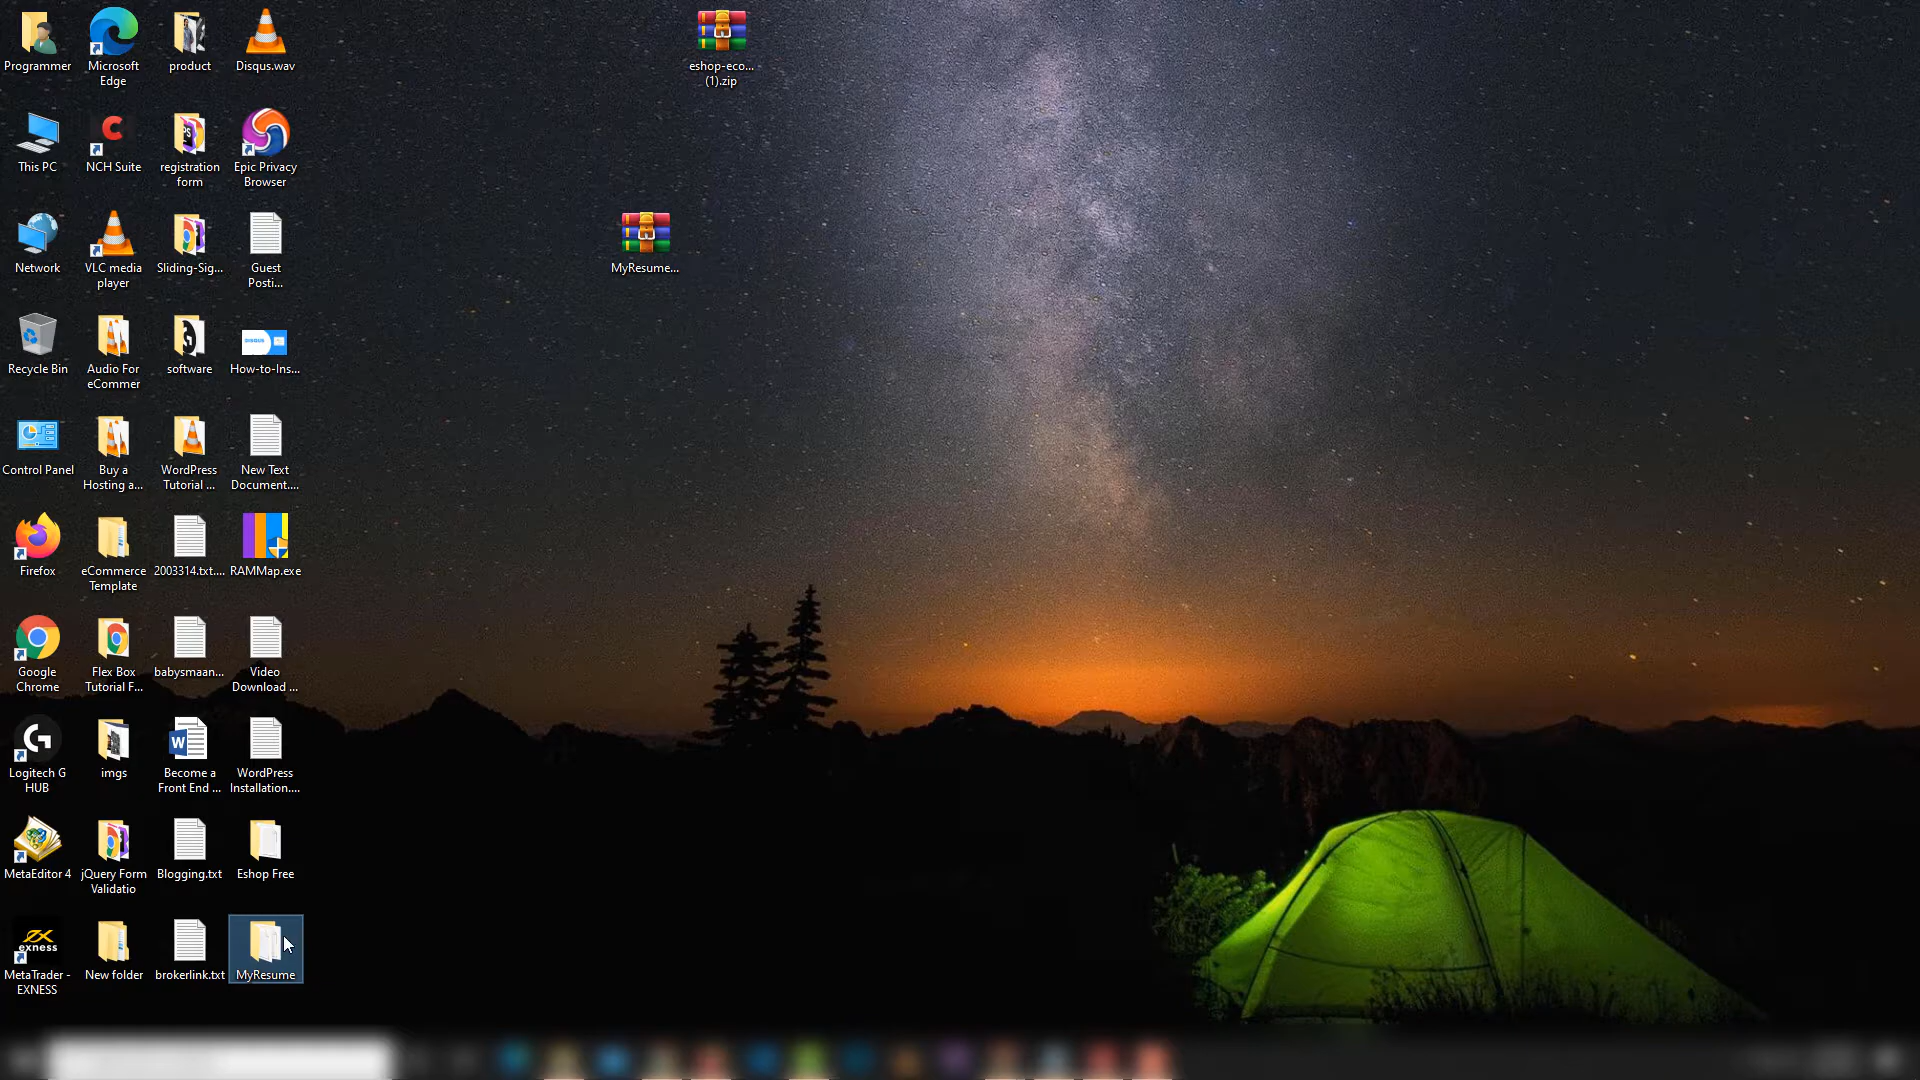 Programmer
Microsoft
Edge
product
Disqus.wav
eshop-eco...
(1).zip
This PC
NCH Suite
registration
form
Epic Privacy
Browser
Network
VLC media
player
Sliding-Sig...
Guest
Posti...
MyResume...
Recycle Bin
Audio For
eCommer
software
How-to-Ins...
Control Panel
Buy a
Hosting a...
WordPress
Tutorial ...
New Text
Document....
Firefox
eCommerce
Template
2003314.txt....
RAMMap.exe
Google
Chrome
Flex Box
Tutorial F...
babysmaan...
Video
Download ...
Logitech G
HUB
imgs
Become a
Front End ...
WordPress
Installation....
MetaEditor 4
jQuery Form
Validatio
Blogging.txt
Eshop Free
exness
MetaTrader -
EXNESS
New folder
brokerlink.txt
MyResume